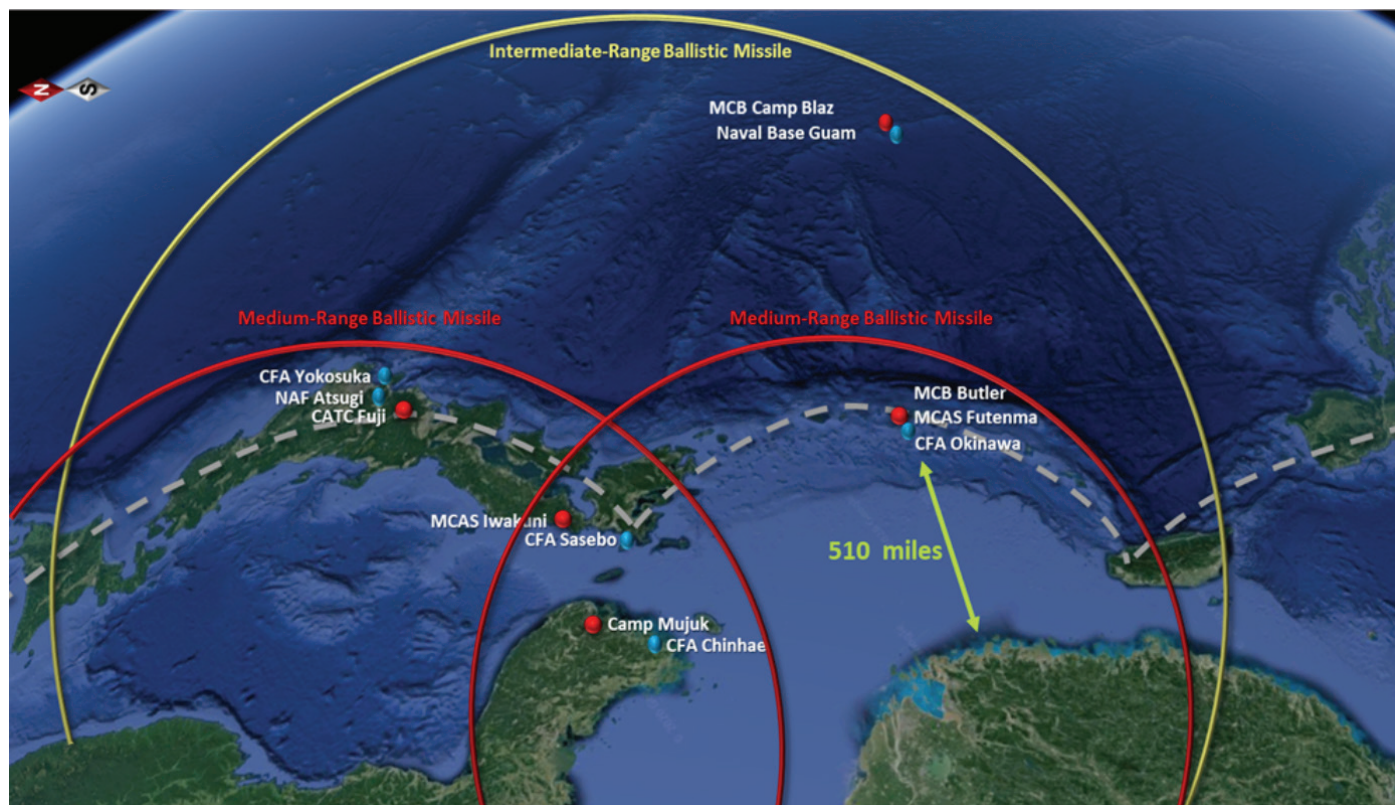 Intermediate-Range Ballistic Missile
N S
MCB Camp Blaz
Naval Base Guam
Medium-Range Ballistic Missile
Medium-Range Ballistic Missile
CFA Yokosuka
NAF Atsugi
CATC Fuji
MCB Butler
MCAS Futenma
CFA Okinawa
MCAS Iwakuni
CFA Sasebo
510 miles
Camp Mujuk
CFA Chinhae